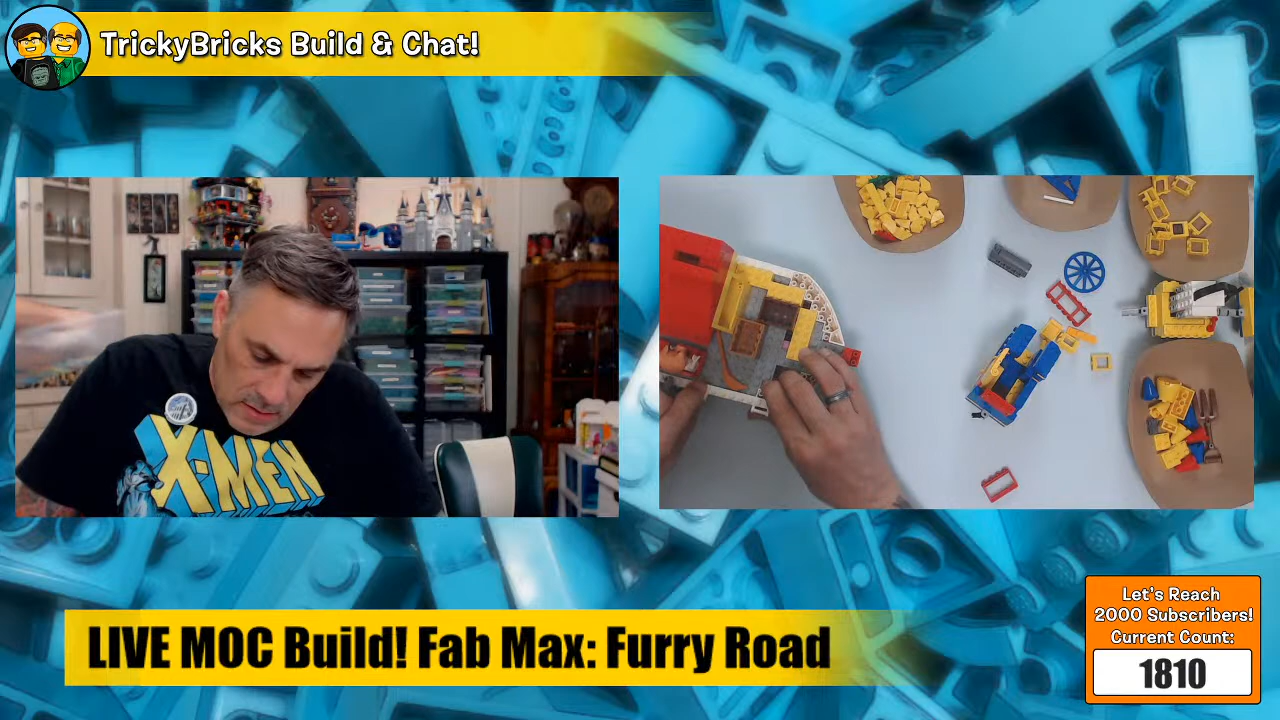 TrickyBricks Build & Chat!
X-MEN
LIVE MOC Build! Fab Max: Furry Road
Let's Reach
2000 Subscribers!
Current Count:
1810